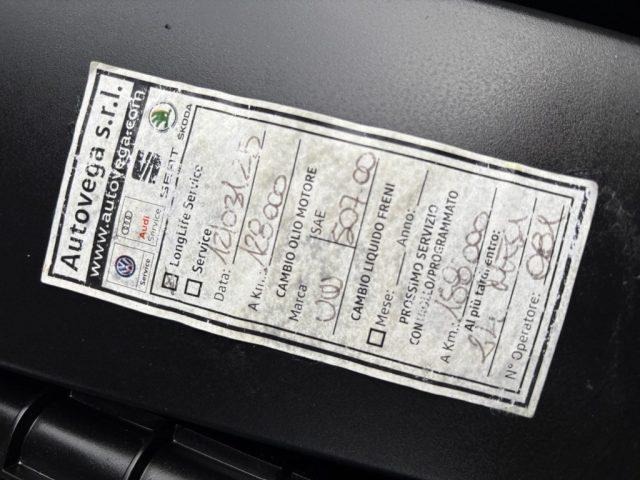 Autovega s.r.l.
www.autovega.com
Service
Audi
Service
SEAT
ŠKODA
LongLife Service
Service
Data: 12/03/25
A Km.: 128000
CAMBIO OLIO MOTORE
Marca SAE
VW 507 00
CAMBIO LIQUIDO FRENI
Mese: Anno:
PROSSIMO SERVIZIO
CONTROLLO/PROGRAMMATO
A Km.: 158000
Al più tardi entro:
N° Operatore: 081